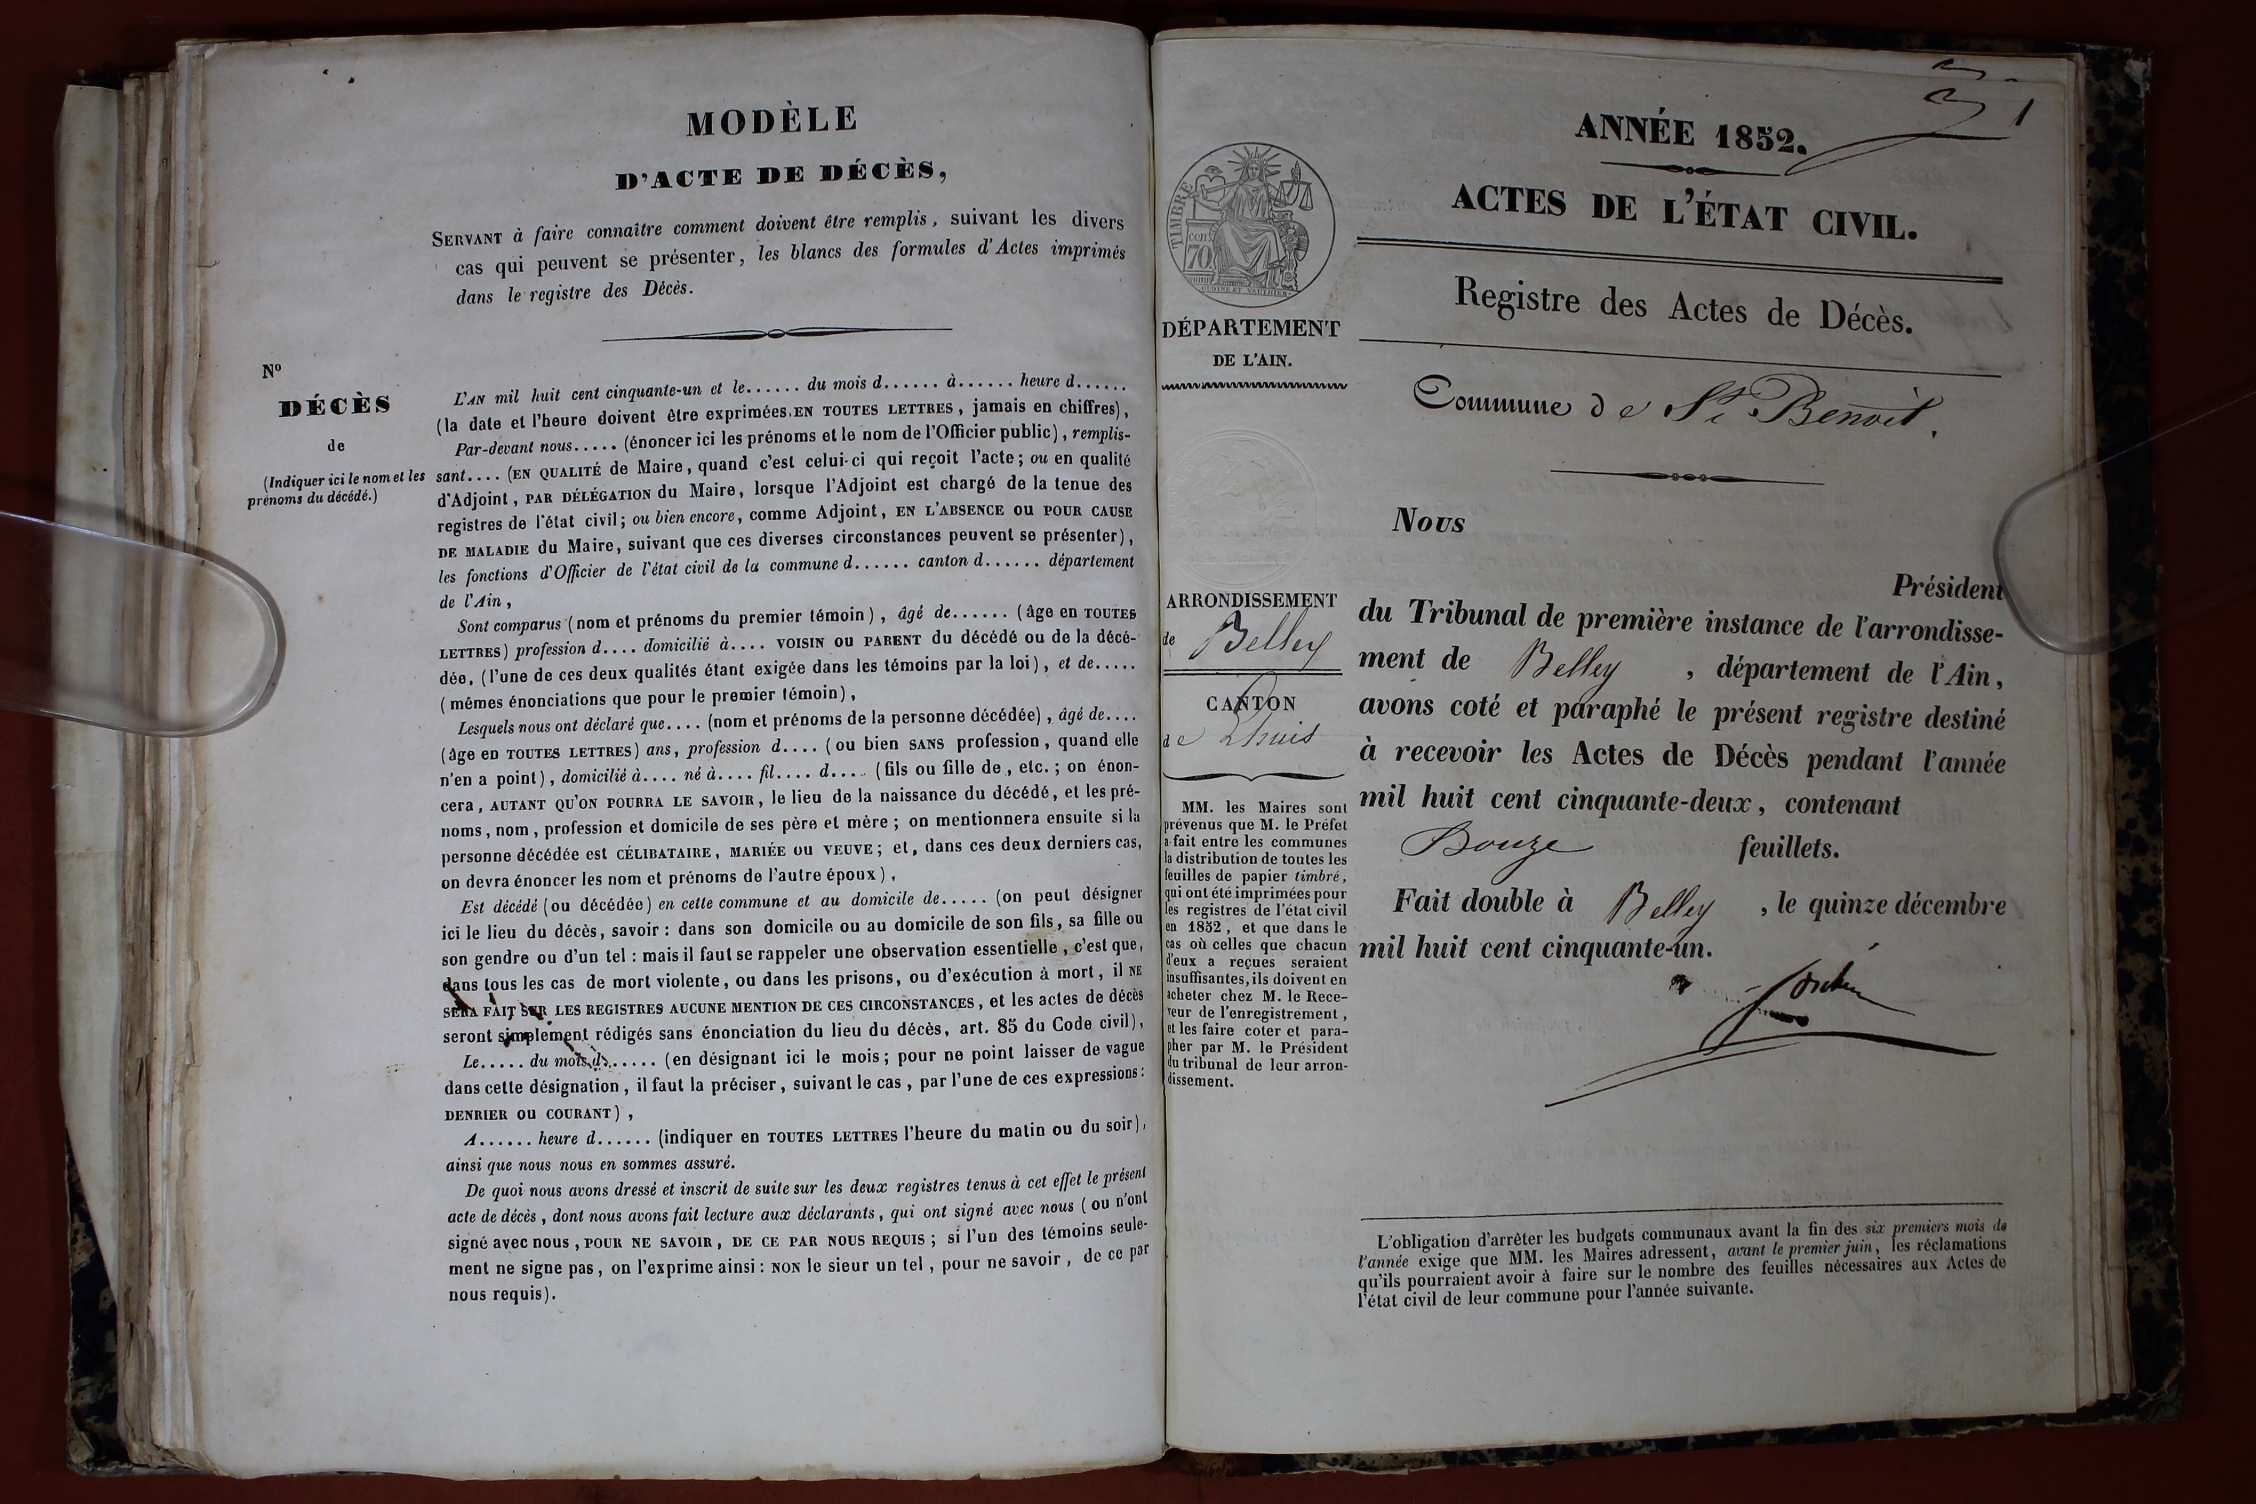 MODÈLE
D'ACTE DE DÉCÈS,
SERVANT à faire connaître comment doivent être remplis, suivant les divers
cas qui peuvent se présenter, les blancs des formules d'Actes imprimés
dans le registre des Décès.
N°
DÉCÈS
de
(Indiquer ici le nom et les
prénoms du décédé.)
L'AN mil huit cent cinquante-un et le...... du mois d...... à...... heure d......
(la date et l'heure doivent être exprimées EN TOUTES LETTRES, jamais en chiffres),
Par-devant nous..... (énoncer ici les prénoms et le nom de l'Officier public), remplis-
sant.... (EN QUALITÉ de Maire, quand c'est celui-ci qui reçoit l'acte; ou en qualité
d'Adjoint, PAR DÉLÉGATION du Maire, lorsque l'Adjoint est chargé de la tenue des
registres de l'état civil; ou bien encore, comme Adjoint, EN L'ABSENCE ou POUR CAUSE
DE MALADIE du Maire, suivant que ces diverses circonstances peuvent se présenter),
les fonctions d'Officier de l'état civil de la commune d...... canton d...... département
de l'Ain,
Sont comparus (nom et prénoms du premier témoin), âgé de...... (âge en TOUTES
LETTRES) profession d.... domicilié à.... VOISIN ou PARENT du décédé ou de la décé-
dée, (l'une de ces deux qualités étant exigée dans les témoins par la loi), et de.....
(mêmes énonciations que pour le premier témoin),
Lesquels nous ont déclaré que.... (nom et prénoms de la personne décédée), âgé de....
(âge en TOUTES LETTRES) ans, profession d.... (ou bien SANS profession, quand elle
n'en a point), domicilié à.... né à.... fil.... d.... (fils ou fille de, etc.; on énon-
cera, AUTANT QU'ON POURRA LE SAVOIR, le lieu de la naissance du décédé, et les pré-
noms, nom, profession et domicile de ses père et mère; on mentionnera ensuite si la
personne décédée est CÉLIBATAIRE, MARIÉE ou VEUVE; et, dans ces deux derniers cas,
on devra énoncer les nom et prénoms de l'autre époux),
Est décédé (ou décédée) en cette commune et au domicile de..... (on peut désigner
ici le lieu du décès, savoir: dans son domicile ou au domicile de son fils, sa fille ou
son gendre ou d'un tel: mais il faut se rappeler une observation essentielle, c'est que,
dans tous les cas de mort violente, ou dans les prisons, ou d'exécution à mort, il NE
SERA FAIT SUR LES REGISTRES AUCUNE MENTION DE CES CIRCONSTANCES, et les actes de décès
seront simplement rédigés sans énonciation du lieu du décès, art. 85 du Code civil),
Le..... du mois d...... (en désignant ici le mois; pour ne point laisser de vague
dans cette désignation, il faut la préciser, suivant le cas, par l'une de ces expressions:
DENRIER ou COURANT),
A...... heure d...... (indiquer en TOUTES LETTRES l'heure du matin ou du soir),
ainsi que nous nous en sommes assuré.
De quoi nous avons dressé et inscrit de suite sur les deux registres tenus à cet effet le présent
acte de décès, dont nous avons fait lecture aux déclarants, qui ont signé avec nous (ou n'ont
signé avec nous, POUR NE SAVOIR, DE CE PAR NOUS REQUIS; si l'un des témoins seule-
ment ne signe pas, on l'exprime ainsi: NON le sieur un tel, pour ne savoir, de ce par
nous requis).
1
TIMBRE
cen
70
DÉPARTEMENT
DE L'AIN.
ARRONDISSEMENT
de Belley
CANTON
de Lhuis
MM. les Maires sont
prévenus que M. le Préfet
a fait entre les communes
la distribution de toutes les
feuilles de papier timbré,
qui ont été imprimées pour
les registres de l'état civil
en 1852, et que dans le
cas où celles que chacun
d'eux a reçues seraient
insuffisantes, ils doivent en
acheter chez M. le Rece-
veur de l'enregistrement,
et les faire coter et para-
pher par M. le Président
du tribunal de leur arron-
dissement.
ANNÉE 1852.
ACTES DE L'ÉTAT CIVIL.
Registre des Actes de Décès.
Commune de St Benoit.
NOUS
Président
du Tribunal de première instance de l'arrondisse-
ment de Belley, département de l'Ain,
avons coté et paraphé le présent registre destiné
à recevoir les Actes de Décès pendant l'année
mil huit cent cinquante-deux, contenant
Bouze feuillets.
Fait double à Belley, le quinze décembre
mil huit cent cinquante-un.
L'obligation d'arrêter les budgets communaux avant la fin des six premiers mois de
l'année exige que MM. les Maires adressent, avant le premier juin, les réclamations
qu'ils pourraient avoir à faire sur le nombre des feuilles nécessaires aux Actes de
l'état civil de leur commune pour l'année suivante.